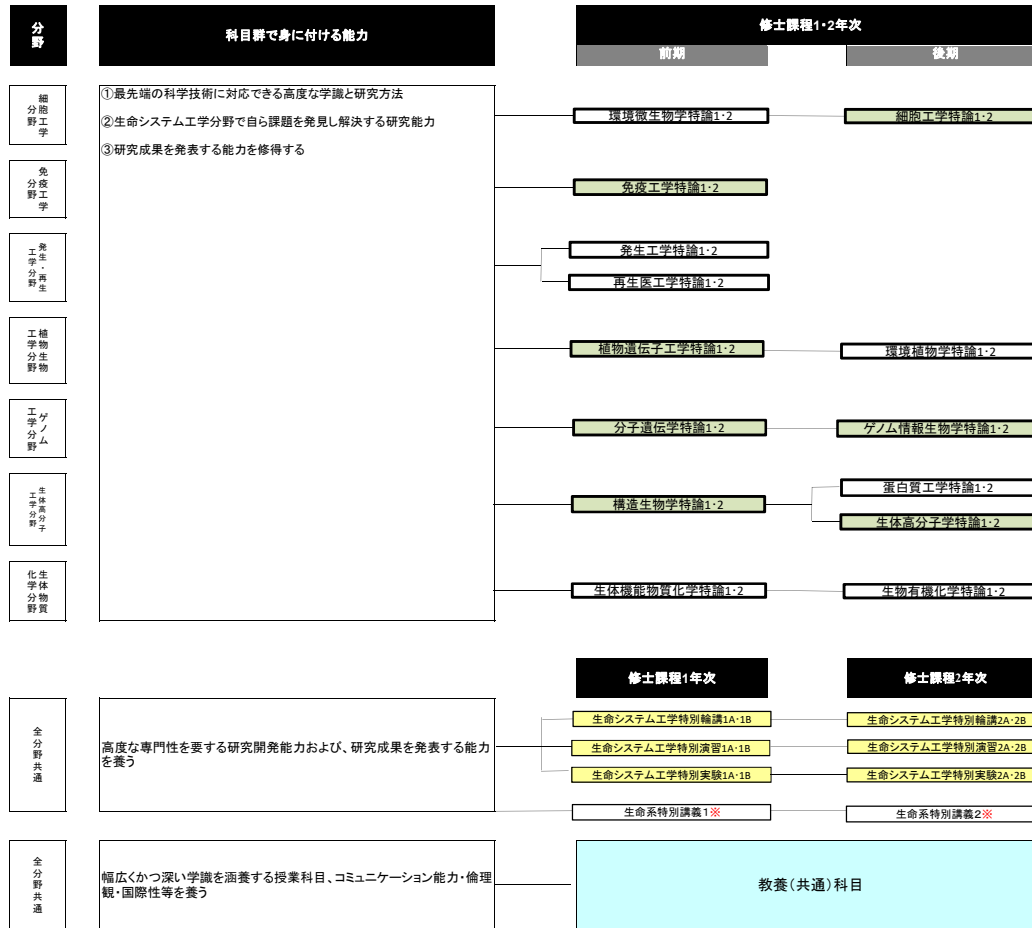 分野
科目群で身に付ける能力
修士課程1・2年次
前期
後期
細胞工学分野
①最先端の科学技術に対応できる高度な学識と研究方法
②生命システム工学分野で自ら課題を発見し解決する研究能力
③研究成果を発表する能力を修得する
環境微生物学特論1・2
細胞工学特論1・2
免疫工学分野
免疫工学特論1・2
発生・再生工学分野
発生工学特論1・2
再生医工学特論1・2
植物生物工学分野
植物遺伝子工学特論1・2
環境植物学特論1・2
ゲノム工学分野
分子遺伝学特論1・2
ゲノム情報生物学特論1・2
生体高分子工学分野
構造生物学特論1・2
蛋白質工学特論1・2
生体高分子学特論1・2
生体物質化学分野
生体機能物質化学特論1・2
生物有機化学特論1・2
修士課程1年次
修士課程2年次
全分野共通
高度な専門性を要する研究開発能力および、研究成果を発表する能力
を養う
生命システム工学特別輪講1A・1B
生命システム工学特別輪講2A・2B
生命システム工学特別演習1A・1B
生命システム工学特別演習2A・2B
生命システム工学特別実験1A・1B
生命システム工学特別実験2A・2B
生命系特別講義1※
生命系特別講義2※
全分野共通
幅広くかつ深い学識を涵養する授業科目、コミュニケーション能力・倫理
観・国際性等を養う
教養(共通)科目